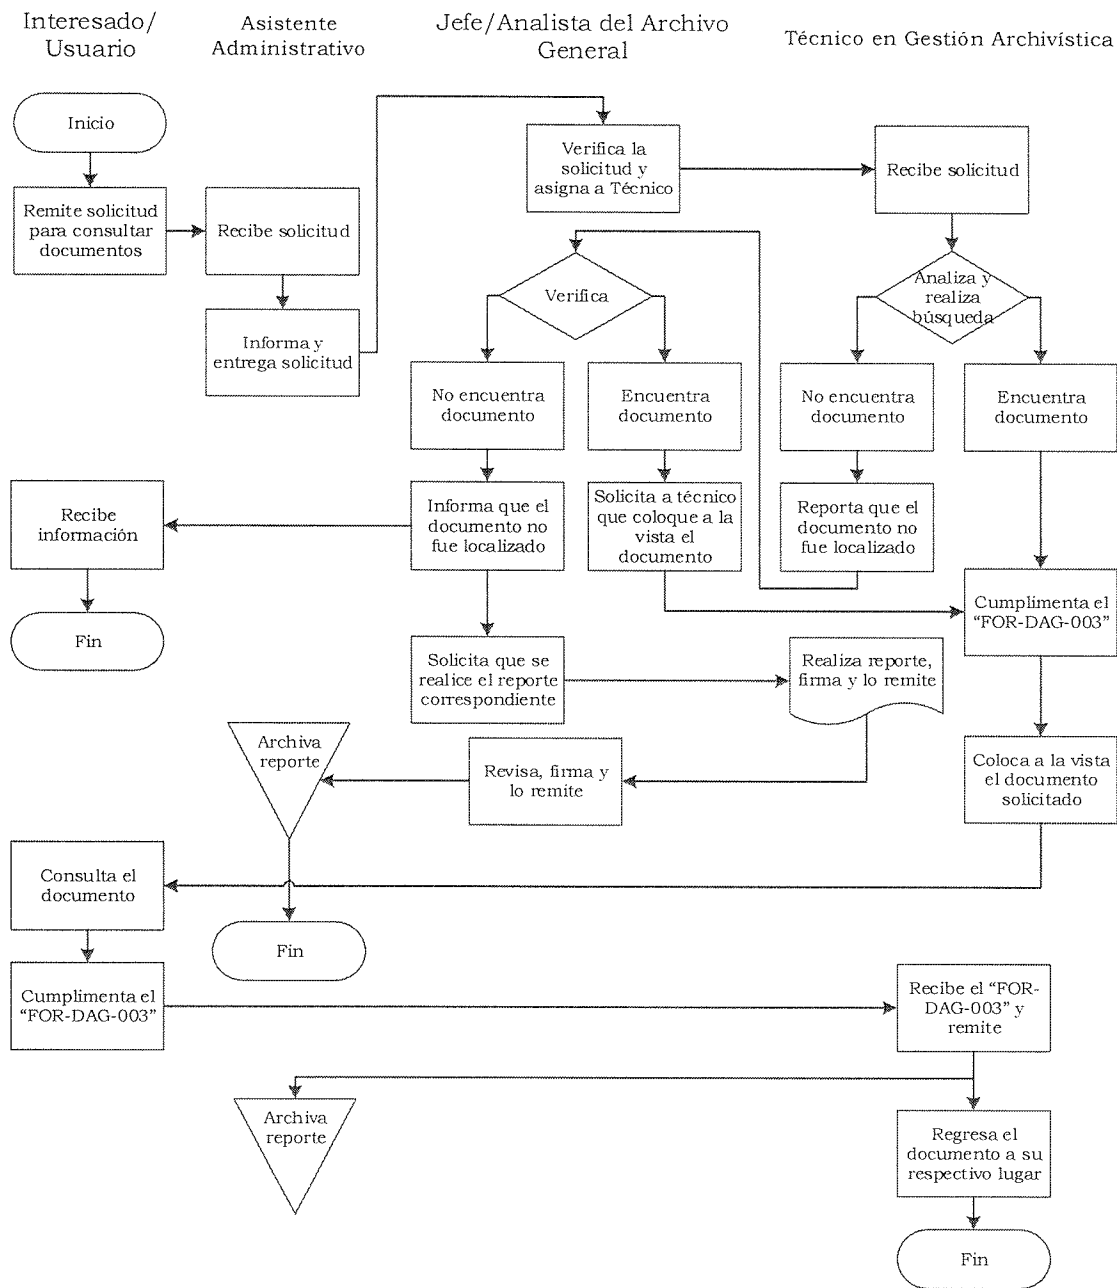 Interesado/
Usuario
Asistente
Administrativo
Jefe/Analista del Archivo
General
Técnico en Gestión Archivística
Inicio
Verifica la
solicitud y
asigna a Técnico
Recibe solicitud
Remite solicitud
para consultar
documentos
Recibe solicitud
Informa y
entrega solicitud
Verifica
Analiza y
realiza
búsqueda
No encuentra
documento
Encuentra
documento
No encuentra
documento
Encuentra
documento
Recibe
información
Informa que el
documento no
fue localizado
Solicita a técnico
que coloque a la
vista el
documento
Reporta que el
documento no
fue localizado
Fin
Cumplimenta el
“FOR-DAG-003”
Solicita que se
realice el reporte
correspondiente
Realiza reporte,
firma y lo remite
Archiva
reporte
Revisa, firma y
lo remite
Coloca a la vista
el documento
solicitado
Consulta el
documento
Fin
Cumplimenta el
“FOR-DAG-003”
Recibe el “FOR-
DAG-003” y
remite
Archiva
reporte
Regresa el
documento a su
respectivo lugar
Fin